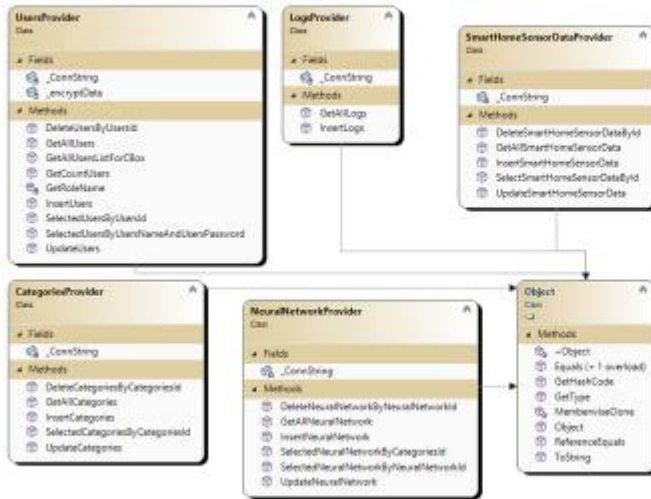 UsersProvider
Class
Fields
_ConnString
_encryptData
Methods
DeleteUsersByUsersId
GetAllUsers
GetAllUsersListForCBox
GetCountUsers
GetRoleName
InsertUsers
SelectedUsersByUserId
SelectedUsersByUsersNameAndUsersPassword
UpdateUsers
LogsProvider
Class
Fields
_ConnString
Methods
GetAllLogs
InsertLogs
SmartHomeSensorDataProvider
Class
Fields
_ConnString
Methods
DeleteSmartHomeSensorDataById
GetAllSmartHomeSensorData
InsertSmartHomeSensorData
SelectSmartHomeSensorDataById
UpdateSmartHomeSensorData
CategoriesProvider
Class
Fields
_ConnString
Methods
DeleteCategoriesByCategoriesId
GetAllCategories
InsertCategories
SelectedCategoriesByCategoriesId
UpdateCategories
NeuralNetworkProvider
Class
Fields
_ConnString
Methods
DeleteNeuralNetworkByNeuralNetworkId
GetAllNeuralNetwork
InsertNeuralNetwork
SelectedNeuralNetworkByCategoriesId
SelectedNeuralNetworkByNeuralNetworkId
UpdateNeuralNetwork
Object
Class
Methods
~Object
Equals (+ 1 overload)
GetHashCode
GetType
MemberwiseClone
Object
ReferenceEquals
ToString